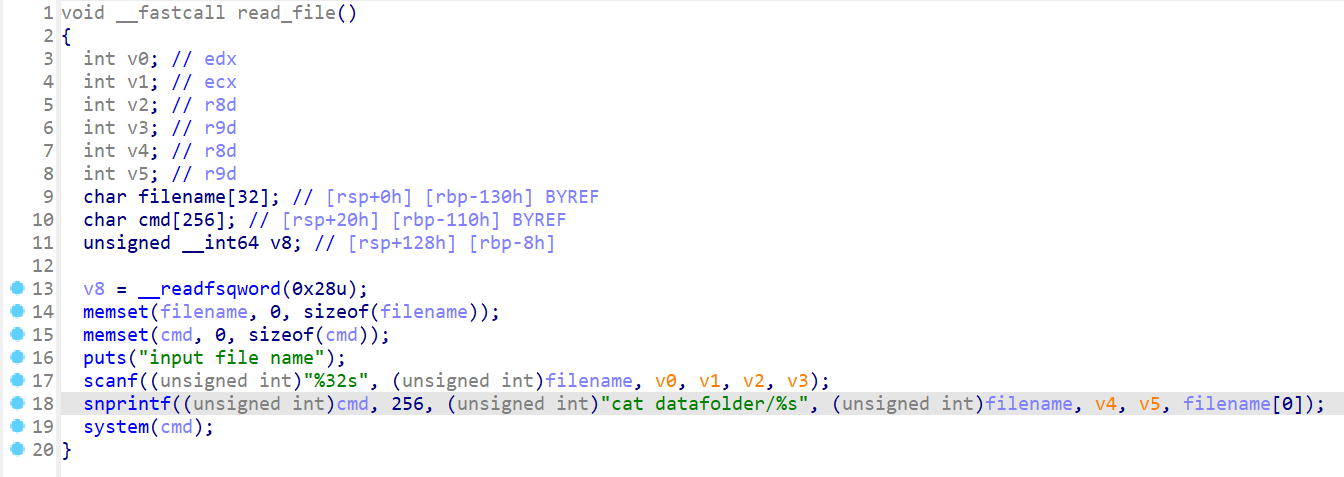 1 void __fastcall read_file()
2 {
3 int v0; // edx
4 int v1; // ecx
5 int v2; // r8d
6 int v3; // r9d
7 int v4; // r8d
8 int v5; // r9d
9 char filename[32]; // [rsp+0h] [rbp-130h] BYREF
10 char cmd[256]; // [rsp+20h] [rbp-110h] BYREF
11 unsigned __int64 v8; // [rsp+128h] [rbp-8h]
12
13 v8 = __readfsqword(0x28u);
14 memset(filename, 0, sizeof(filename));
15 memset(cmd, 0, sizeof(cmd));
16 puts("input file name");
17 scanf((unsigned int)"%32s", (unsigned int)filename, v0, v1, v2, v3);
18 snprintf((unsigned int)cmd, 256, (unsigned int)"cat datafolder/%s", (unsigned int)filename, v4, v5, filename[0]);
19 system(cmd);
20 }